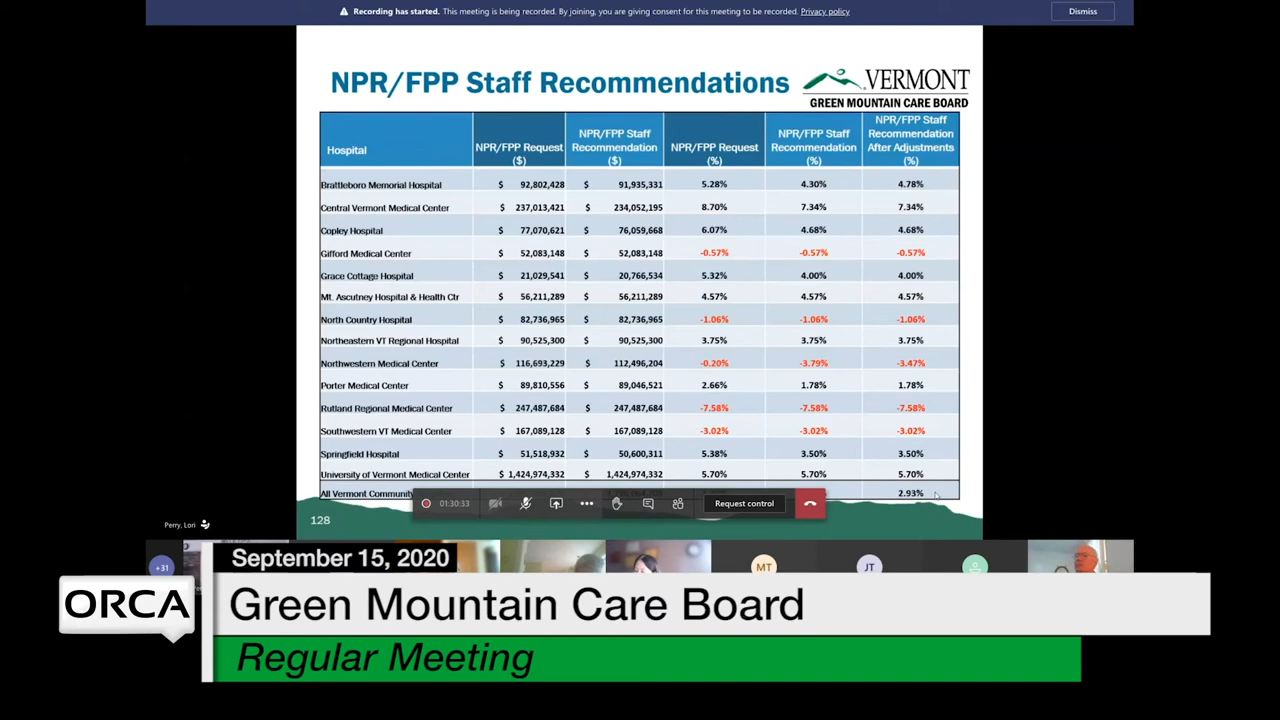 Recording has started. This meeting is being recorded. By joining, you are giving consent for this meeting to be recorded. Privacy policy
Dismiss
NPR/FPP Staff Recommendations
VERMONT
GREEN MOUNTAIN CARE BOARD
Hospital NPR/FPP Request ($) NPR/FPP Staff Recommendation ($) NPR/FPP Request (%) NPR/FPP Staff Recommendation (%) NPR/FPP Staff Recommendation After Adjustments (%)
Brattleboro Memorial Hospital $ 92,802,428 $ 91,935,331 5.28% 4.30% 4.78%
Central Vermont Medical Center $ 237,013,421 $ 234,052,195 8.70% 7.34% 7.34%
Copley Hospital $ 77,070,621 $ 76,059,668 6.07% 4.68% 4.68%
Gifford Medical Center $ 52,083,148 $ 52,083,148 -0.57% -0.57% -0.57%
Grace Cottage Hospital $ 21,029,541 $ 20,766,534 5.32% 4.00% 4.00%
Mt. Ascutney Hospital & Health Ctr $ 56,211,289 $ 56,211,289 4.57% 4.57% 4.57%
North Country Hospital $ 82,736,965 $ 82,736,965 -1.06% -1.06% -1.06%
Northeastern VT Regional Hospital $ 90,525,300 $ 90,525,300 3.75% 3.75% 3.75%
Northwestern Medical Center $ 116,693,229 $ 112,496,204 -0.20% -3.79% -3.47%
Porter Medical Center $ 89,810,556 $ 89,046,521 2.66% 1.78% 1.78%
Rutland Regional Medical Center $ 247,487,684 $ 247,487,684 -7.58% -7.58% -7.58%
Southwestern VT Medical Center $ 167,089,128 $ 167,089,128 -3.02% -3.02% -3.02%
Springfield Hospital $ 51,518,932 $ 50,600,311 5.38% 3.50% 3.50%
University of Vermont Medical Center $ 1,424,974,332 $ 1,424,974,332 5.70% 5.70% 5.70%
All Vermont Community 2.93%
01:30:33 Request control
128
Perry, Lori
+31 MT JT
September 15, 2020
ORCA
Green Mountain Care Board
Regular Meeting